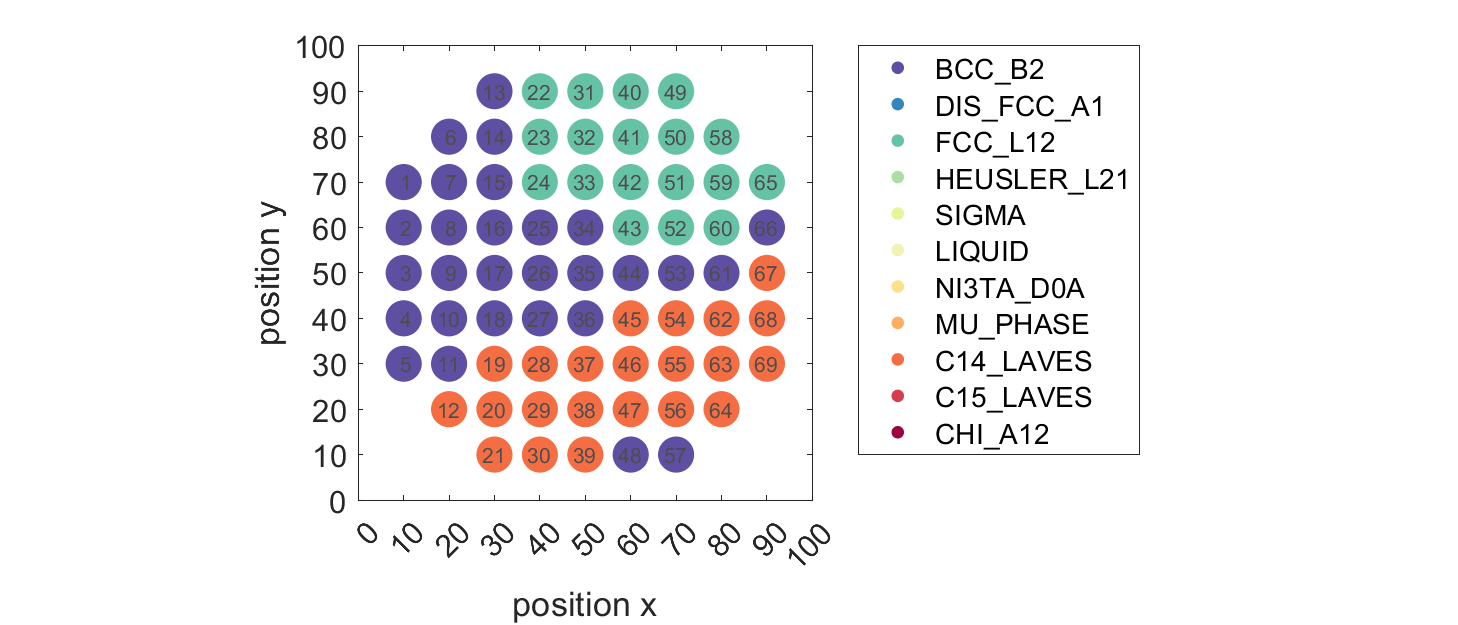 100
90
80
70
60
50
40
30
20
10
0
position y
13 22 31 40 49
6 14 23 32 41 50 58
1 7 15 24 33 42 51 59 65
2 8 16 25 34 43 52 60 66
3 9 17 26 35 44 53 61 67
4 10 18 27 36 45 54 62 68
5 11 19 28 37 46 55 63 69
12 20 29 38 47 56 64
21 30 39 48 57
0 10 20 30 40 50 60 70 80 90 100
position x
BCC_B2
DIS_FCC_A1
FCC_L12
HEUSLER_L21
SIGMA
LIQUID
NI3TA_D0A
MU_PHASE
C14_LAVES
C15_LAVES
CHI_A12